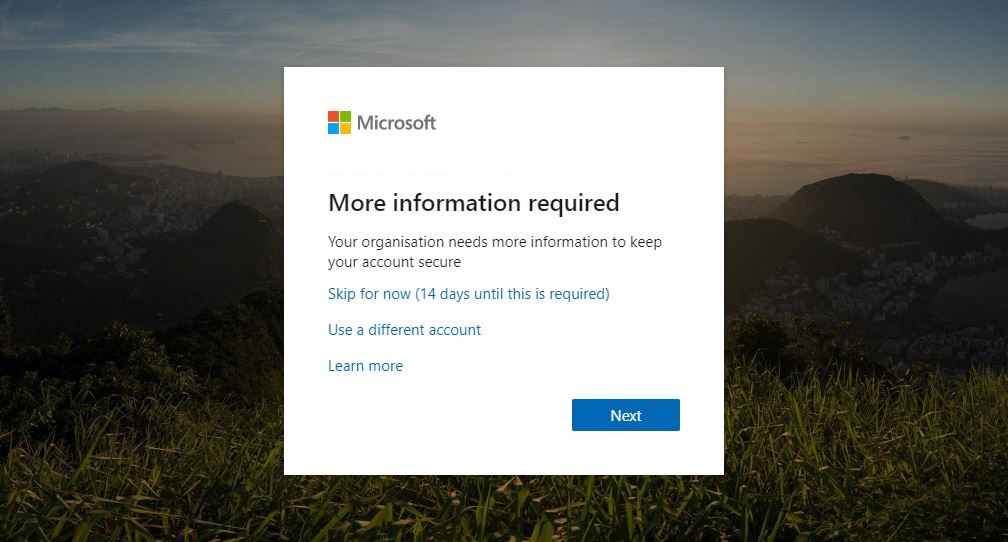 Microsoft
More information required
Your organisation needs more information to keep
your account secure
Skip for now (14 days until this is required)
Use a different account
Learn more
Next